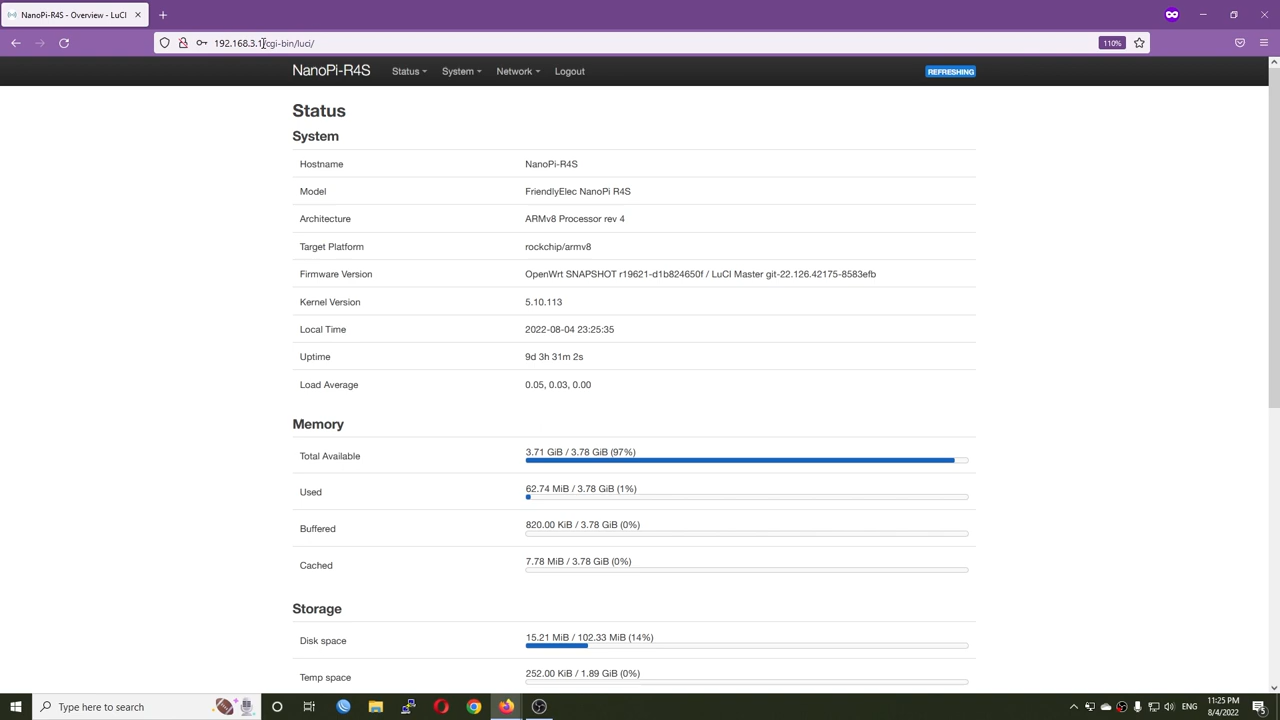 NanoPi-R4S - Overview - LuCI
192.168.3.1/cgi-bin/luci/
110%
NanoPi-R4S Status System Network Logout REFRESHING
Status
System
Hostname NanoPi-R4S
Model FriendlyElec NanoPi R4S
Architecture ARMv8 Processor rev 4
Target Platform rockchip/armv8
Firmware Version OpenWrt SNAPSHOT r19621-d1b824650f / LuCI Master git-22.126.42175-8583efb
Kernel Version 5.10.113
Local Time 2022-08-04 23:25:35
Uptime 9d 3h 31m 2s
Load Average 0.05, 0.03, 0.00
Memory
Total Available 3.71 GiB / 3.78 GiB (97%)
Used 62.74 MiB / 3.78 GiB (1%)
Buffered 820.00 KiB / 3.78 GiB (0%)
Cached 7.78 MiB / 3.78 GiB (0%)
Storage
Disk space 15.21 MiB / 102.33 MiB (14%)
Temp space 252.00 KiB / 1.89 GiB (0%)
Type here to search
ENG
11:25 PM
8/4/2022
5